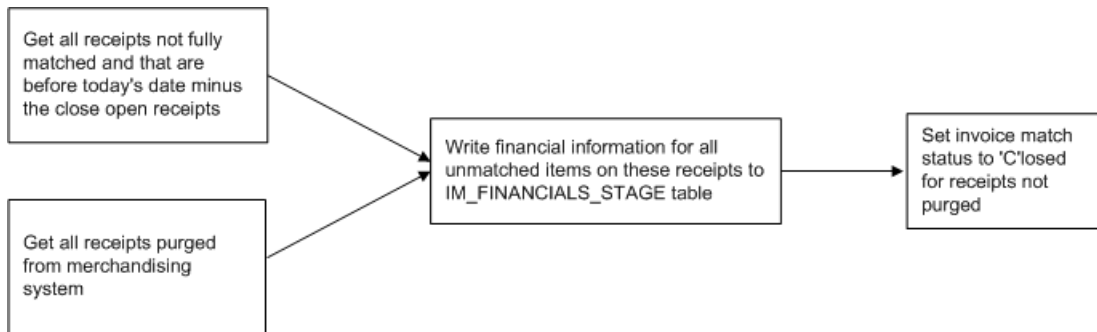 Get all receipts not fully
matched and that are
before today's date minus
the close open receipts
Get all receipts purged
from merchandising
system
Write financial information for all
unmatched items on these receipts to
IM_FINANCIALS_STAGE table
Set invoice match
status to 'C'losed
for receipts not
purged